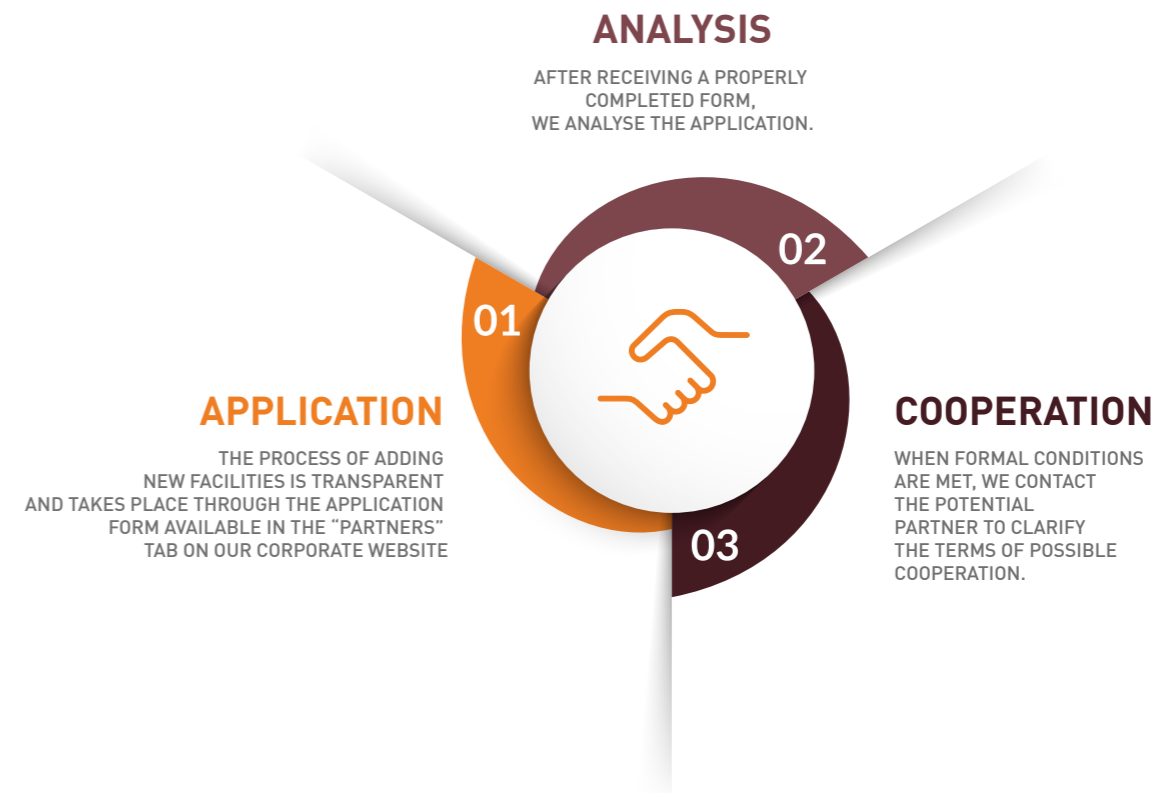 ANALYSIS
AFTER RECEIVING A PROPERLY
COMPLETED FORM,
WE ANALYSE THE APPLICATION.
02
01
APPLICATION
THE PROCESS OF ADDING
NEW FACILITIES IS TRANSPARENT
AND TAKES PLACE THROUGH THE APPLICATION
FORM AVAILABLE IN THE “PARTNERS”
TAB ON OUR CORPORATE WEBSITE
COOPERATION
WHEN FORMAL CONDITIONS
ARE MET, WE CONTACT
THE POTENTIAL
PARTNER TO CLARIFY
THE TERMS OF POSSIBLE
COOPERATION.
03